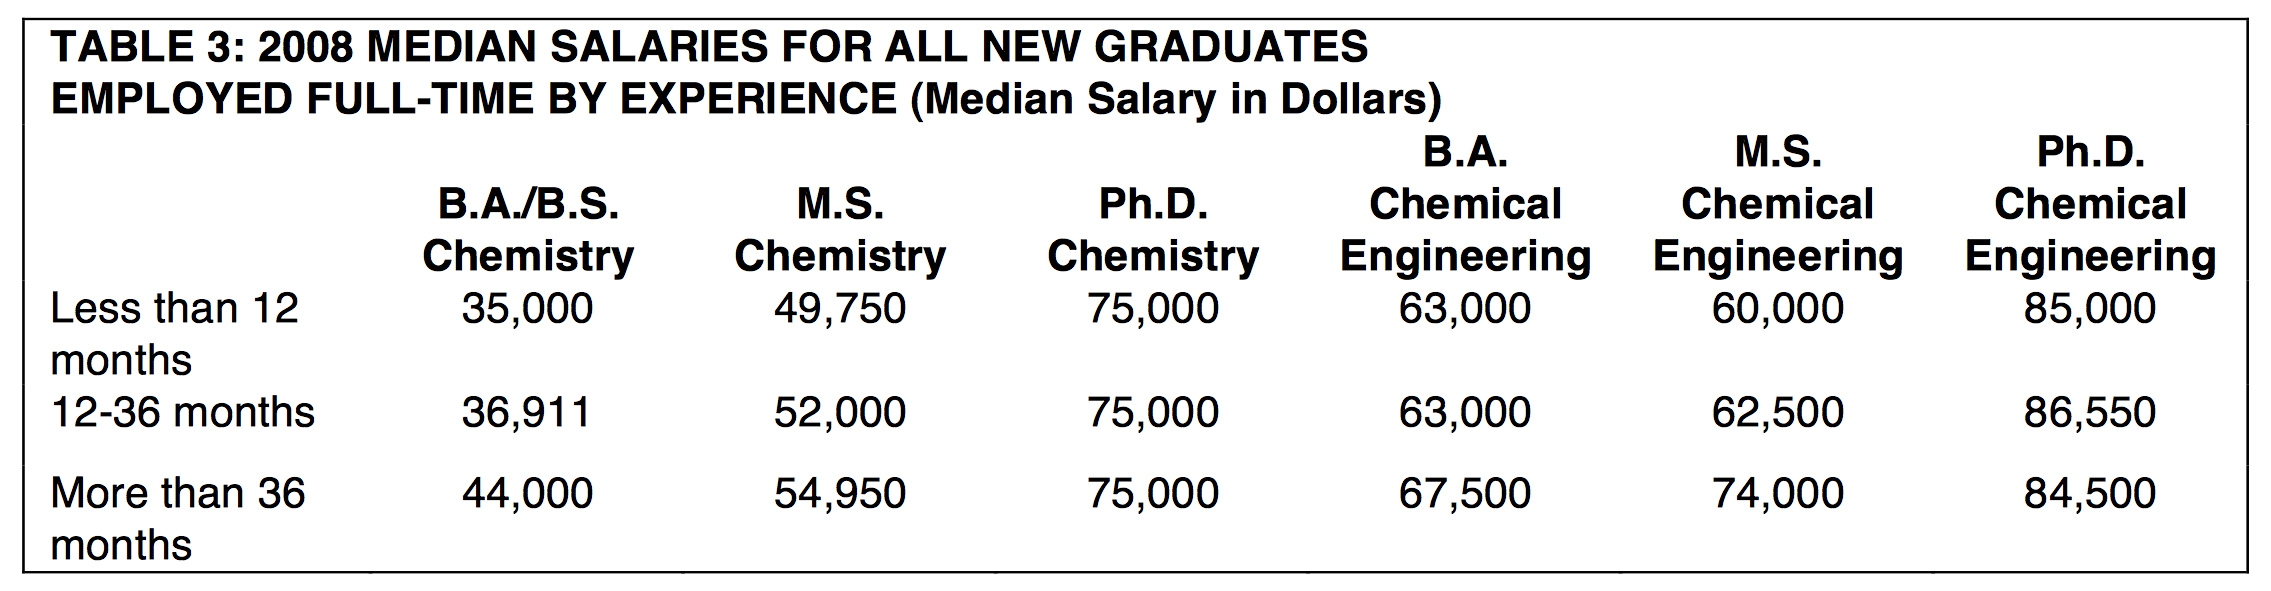 TABLE 3: 2008 MEDIAN SALARIES FOR ALL NEW GRADUATES
EMPLOYED FULL-TIME BY EXPERIENCE (Median Salary in Dollars)
B.A. M.S. Ph.D.
B.A./B.S. M.S. Ph.D. Chemical Chemical Chemical
Chemistry Chemistry Chemistry Engineering Engineering Engineering
Less than 12 35,000 49,750 75,000 63,000 60,000 85,000
months
12-36 months 36,911 52,000 75,000 63,000 62,500 86,550
More than 36 44,000 54,950 75,000 67,500 74,000 84,500
months